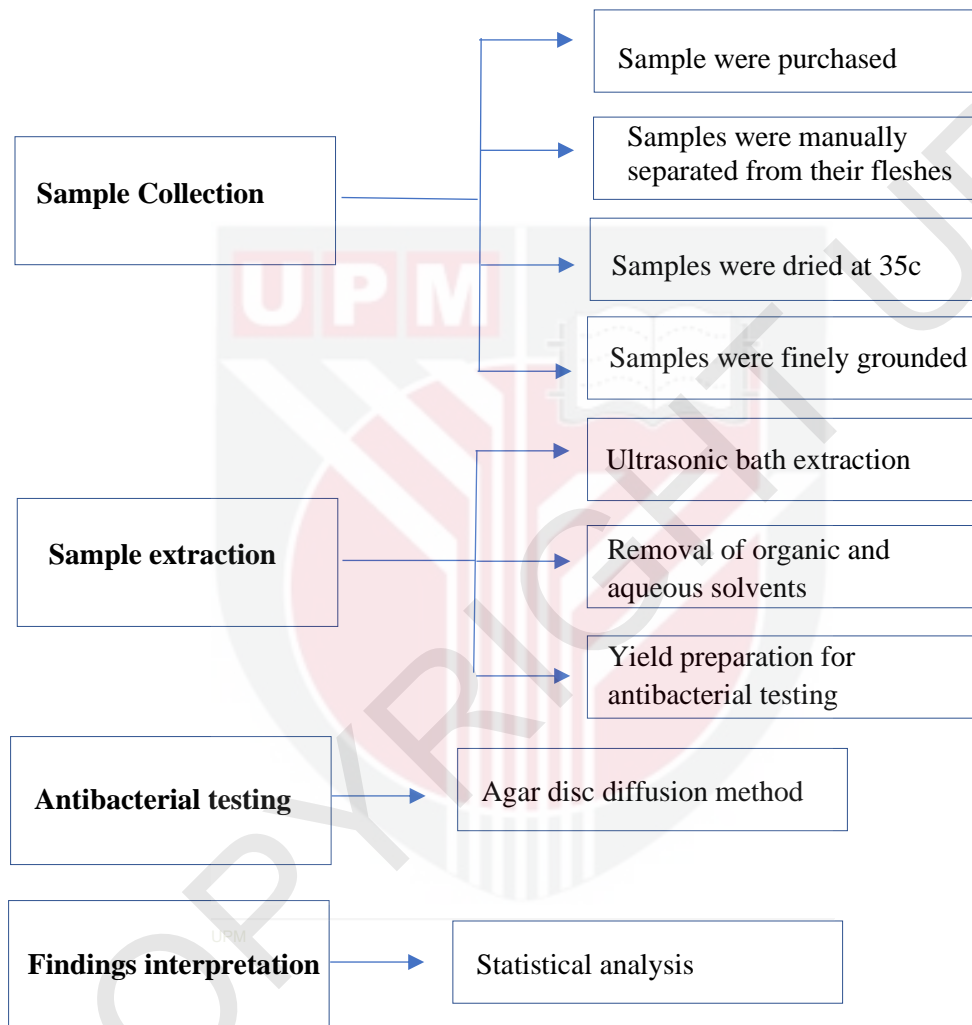 Sample were purchased
Samples were manually
separated from their fleshes
Sample Collection
Samples were dried at 35c
UPM
Samples were finely grounded
Ultrasonic bath extraction
Sample extraction
Removal of organic and
aqueous solvents
Yield preparation for
antibacterial testing
Antibacterial testing
Agar disc diffusion method
UPM
Findings interpretation
Statistical analysis
COPYRIGHT UP